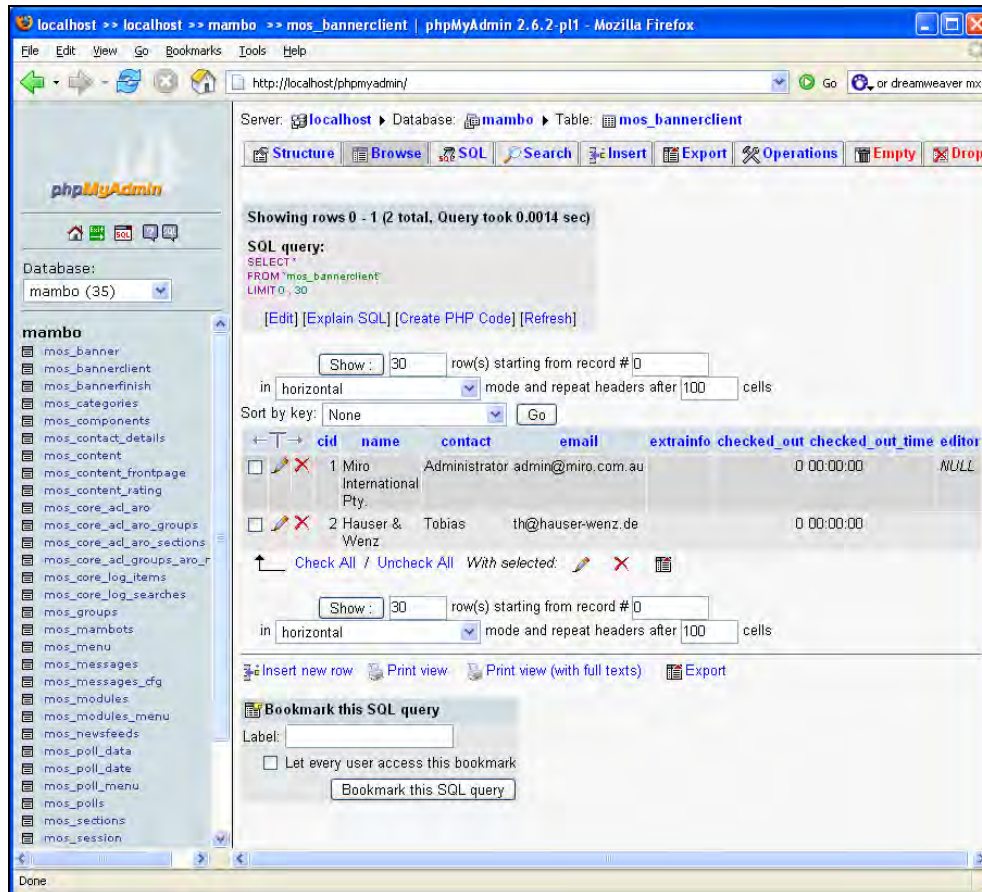 localhost >> localhost >> mambo >> mos_bannerclient | phpMyAdmin 2.6.2-pl1 - Mozilla Firefox
File Edit View Go Bookmarks Tools Help
http://localhost/phpmyadmin/ Go or dreamweaver mx
phpMyAdmin
Database:
mambo (35)
mambo
mos_banner
mos_bannerclient
mos_bannerfinish
mos_categories
mos_components
mos_contact_details
mos_content
mos_content_frontpage
mos_content_rating
mos_core_acl_aro
mos_core_acl_aro_groups
mos_core_acl_aro_sections
mos_core_acl_groups_aro_r
mos_core_log_items
mos_core_log_searches
mos_groups
mos_mambots
mos_menu
mos_messages
mos_messages_cfg
mos_modules
mos_modules_menu
mos_newsfeeds
mos_poll_data
mos_poll_date
mos_poll_menu
mos_polls
mos_sections
mos_session
Server: localhost Database: mambo Table: mos_bannerclient
Structure Browse SQL Search Insert Export Operations Empty Drop
Showing rows 0 - 1 (2 total, Query took 0.0014 sec)
SQL query:
SELECT *
FROM `mos_bannerclient`
LIMIT 0 , 30
[Edit] [Explain SQL] [Create PHP Code] [Refresh]
Show : 30 row(s) starting from record # 0
in horizontal mode and repeat headers after 100 cells
Sort by key: None Go
cid name contact email extrainfo checked_out checked_out_time editor
1 Miro Administrator admin@miro.com.au 0 00:00:00 NULL
International
Pty.
2 Hauser & Tobias th@hauser-wenz.de 0 00:00:00
Wenz
Check All / Uncheck All With selected:
Show : 30 row(s) starting from record # 0
in horizontal mode and repeat headers after 100 cells
Insert new row Print view Print view (with full texts) Export
Bookmark this SQL query
Label:
Let every user access this bookmark
Bookmark this SQL query
Done